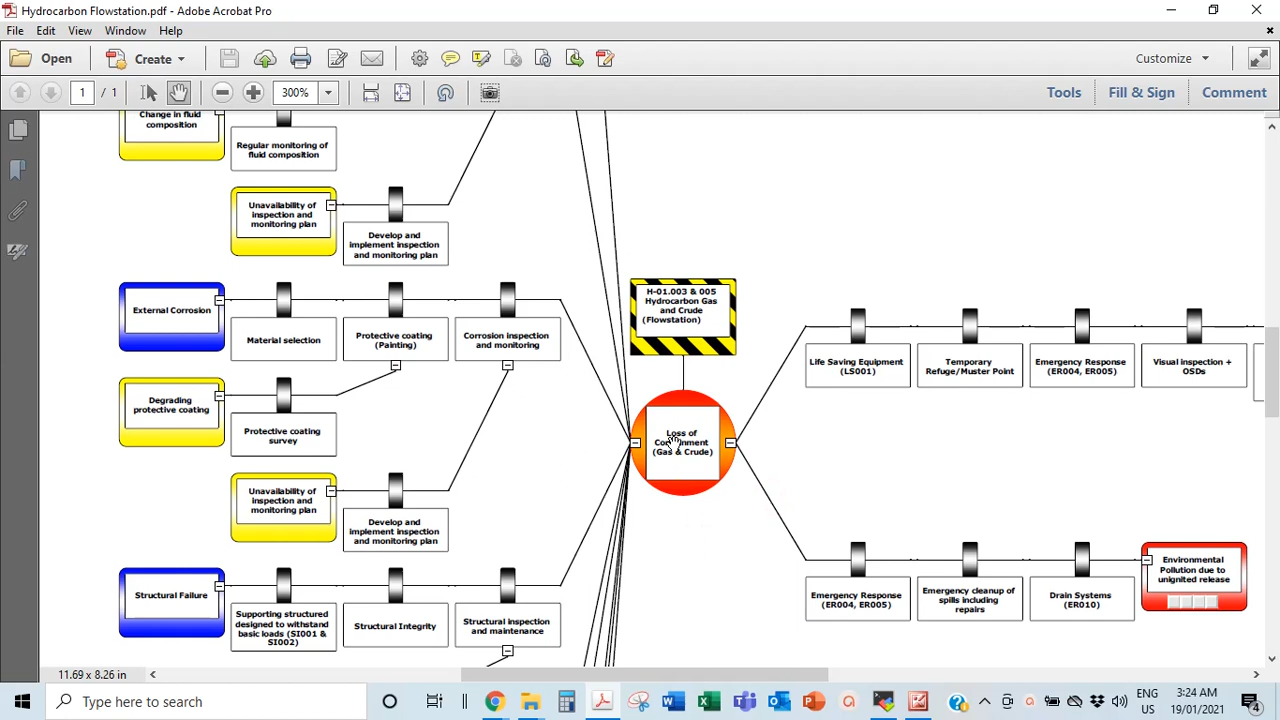 Hydrocarbon Flowstation.pdf - Adobe Acrobat Pro
File Edit View Window Help
Open
Create
Customize
1 / 1
300%
Tools
Fill & Sign
Comment
Change in fluid
composition
Regular monitoring of
fluid composition
Unavailability of
inspection and
monitoring plan
Develop and
implement inspection
and monitoring plan
External Corrosion
Material selection
Protective coating
(Painting)
Corrosion inspection
and monitoring
Degrading
protective coating
Protective coating
survey
Unavailability of
inspection and
monitoring plan
Develop and
implement inspection
and monitoring plan
Structural Failure
Supporting structured
designed to withstand
basic loads (SI001 &
SI002)
Structural Integrity
Structural inspection
and maintenance
H-01.003 & 005
Hydrocarbon Gas
and Crude
(Flowstation)
Loss of
(Gas & Crude)
Life Saving Equipment
(LS001)
Temporary
Refuge/Muster Point
Emergency Response
(ER004, ER005)
Visual inspection +
OSDs
Emergency Response
(ER004, ER005)
Emergency cleanup of
spills including
repairs
Drain Systems
(ER010)
Environmental
Pollution due to
unignited release
11.69 x 8.26 in
Type here to search
ENG
US
3:24 AM
19/01/2021
4